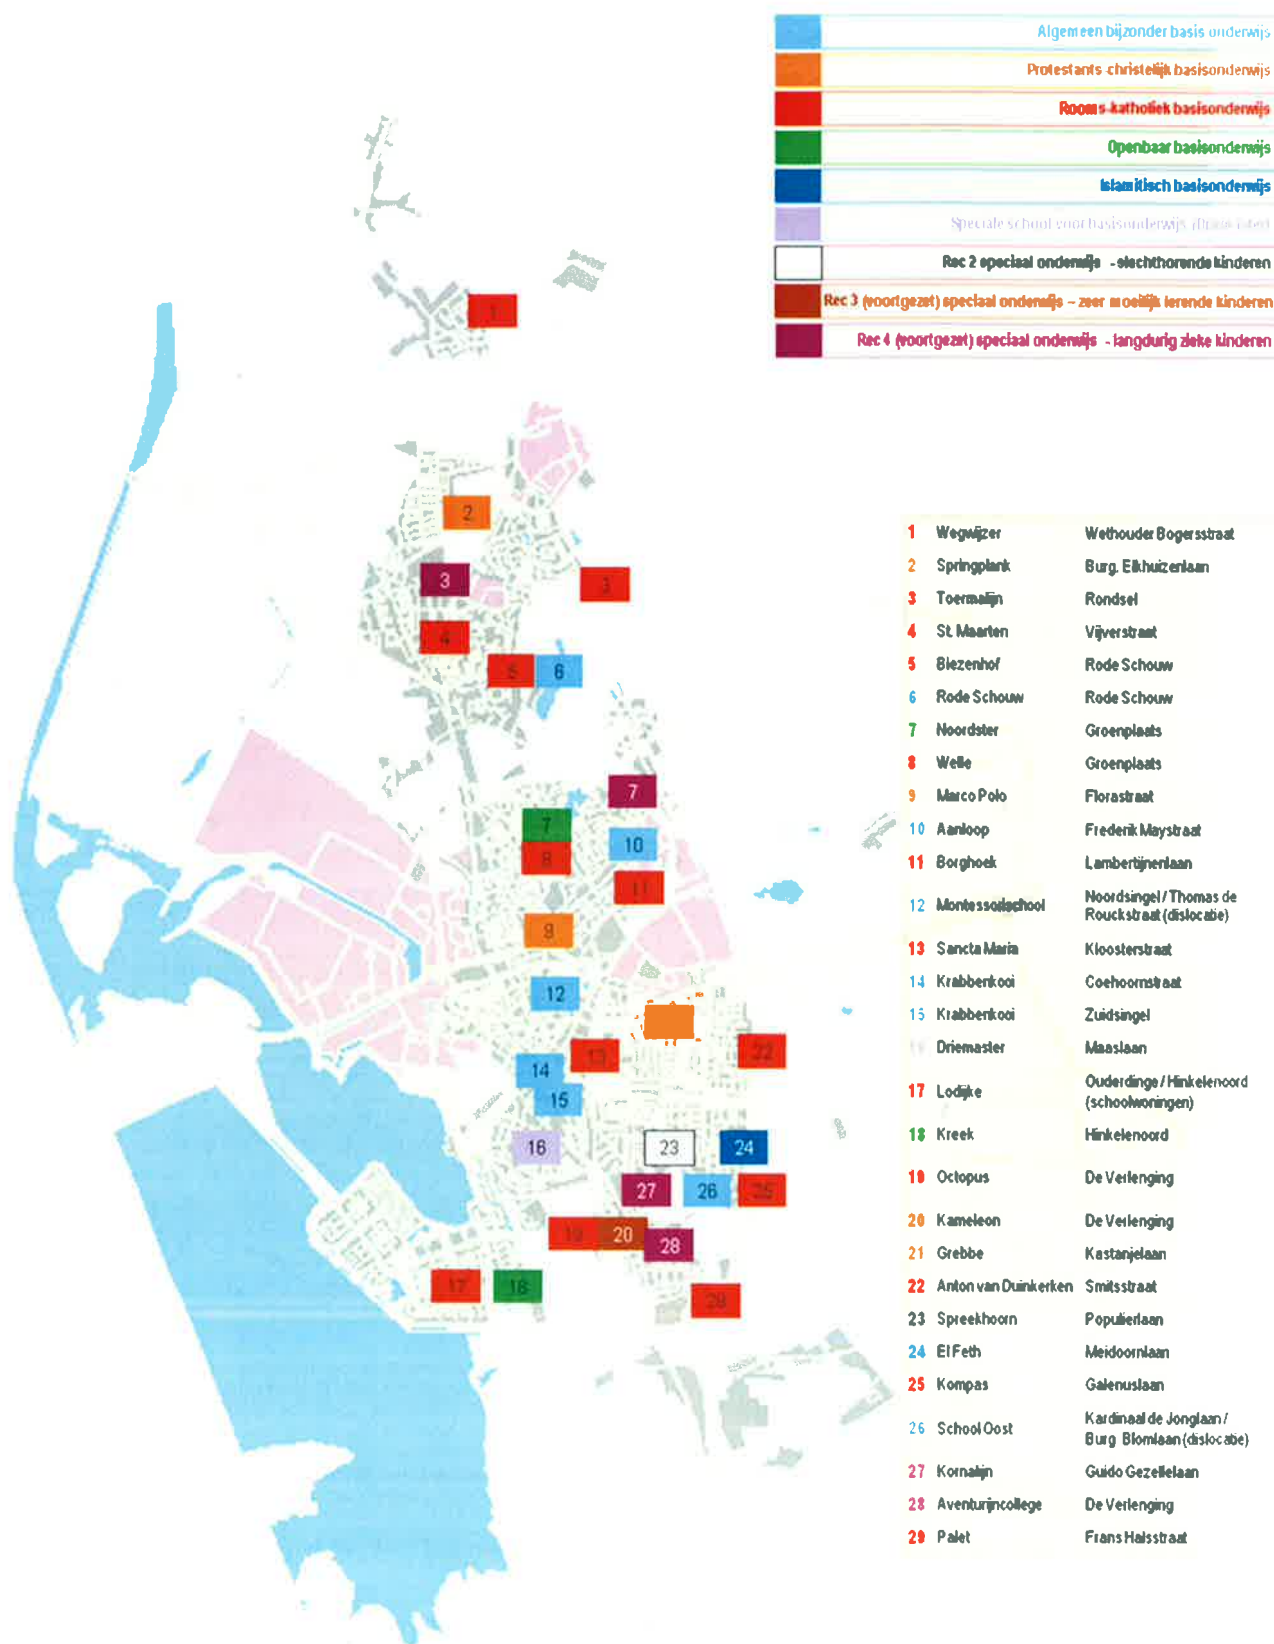 Algemeen bijzonder basis onderwijs
Protestants-christelijk basisonderwijs
Rooms-katholiek basisonderwijs
Openbaar basisonderwijs
Islamitisch basisonderwijs
Speciale school voor basisonderwijs
Rec 2 speciaal onderwijs - slechthorende kinderen
Rec 3 (voortgezet) speciaal onderwijs - zeer moeilijk lerende kinderen
Rec 4 (voortgezet) speciaal onderwijs - langdurig zieke kinderen
1
2
3
3
4
5 6
7
7
10
8
11
9
12
22
13
14
15
16 23 24
27 26 25
19 20
28
17 18
29
1 Wegwijzer Wethouder Bogersstraat
2 Springplank Burg. Elkhuizenlaan
3 Toermalijn Rondsel
4 St. Maarten Vijverstraat
5 Biezenhof Rode Schouw
6 Rode Schouw Rode Schouw
7 Noordster Groenplaats
8 Welle Groenplaats
9 Marco Polo Florastraat
10 Aanloop Frederik Maystraat
11 Borghoek Lambertijnenlaan
12 Montessorischool Noordsingel / Thomas de
Rouckstraat (dislocatie)
13 Sancta Maria Kloosterstraat
14 Krabbenkooi Coehoornstraat
15 Krabbenkooi Zuidsingel
Driemaster Maaslaan
17 Lodijke Ouderdinge / Hinkelenoord
(schoolwoningen)
18 Kreek Hinkelenoord
19 Octopus De Verlenging
20 Kameleon De Verlenging
21 Grebbe Kastanjelaan
22 Anton van Duinkerken Smitsstraat
23 Spreekhoorn Populierlaan
24 El Feth Meidoornlaan
25 Kompas Galenuslaan
26 School Oost Kardinaal de Jonglaan /
Burg. Blomlaan (dislocatie)
27 Kornalijn Guido Gezellelaan
28 Aventurijncollege De Verlenging
29 Palet Frans Halsstraat